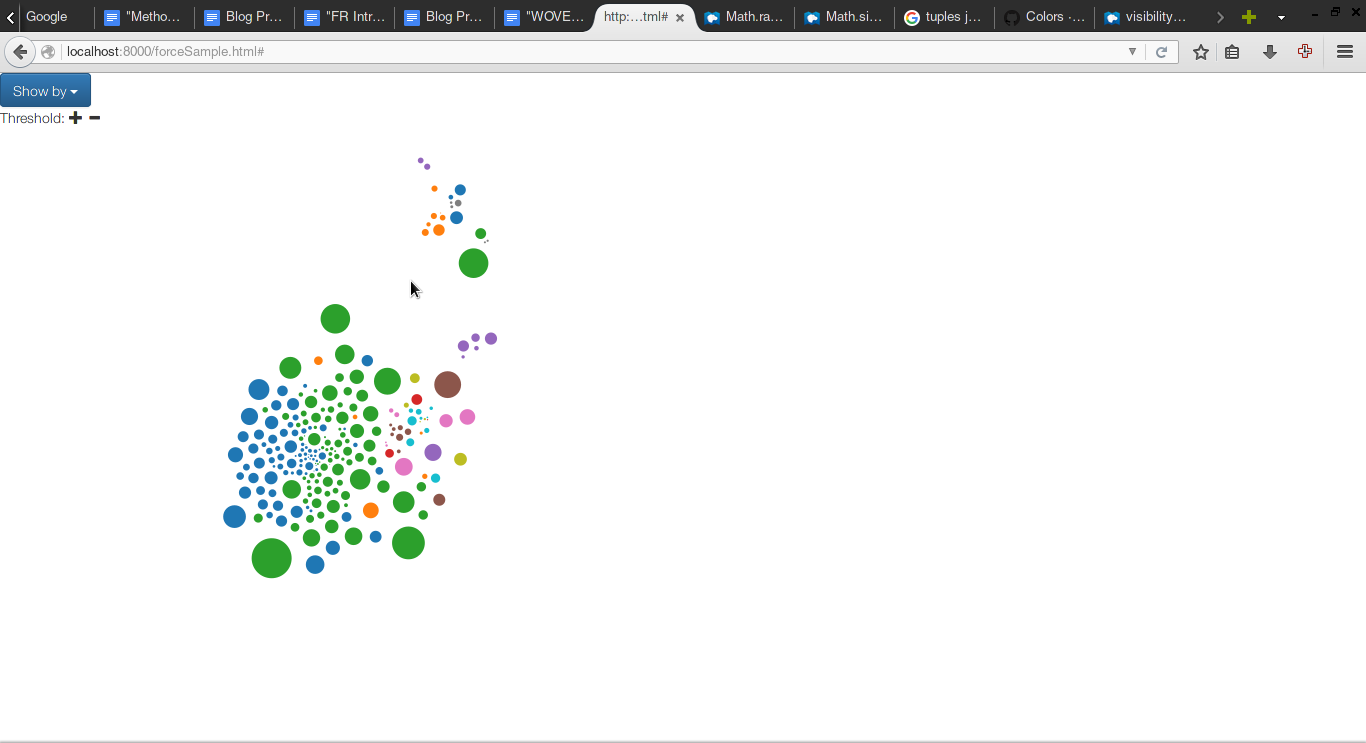 Google
"Metho...
Blog Pr...
"FR Intr...
Blog Pr...
"WOVE...
http:...tml#
Math.ra...
Math.si...
tuples j...
Colors ·...
visibility...
localhost:8000/forceSample.html#
Show by
Threshold: